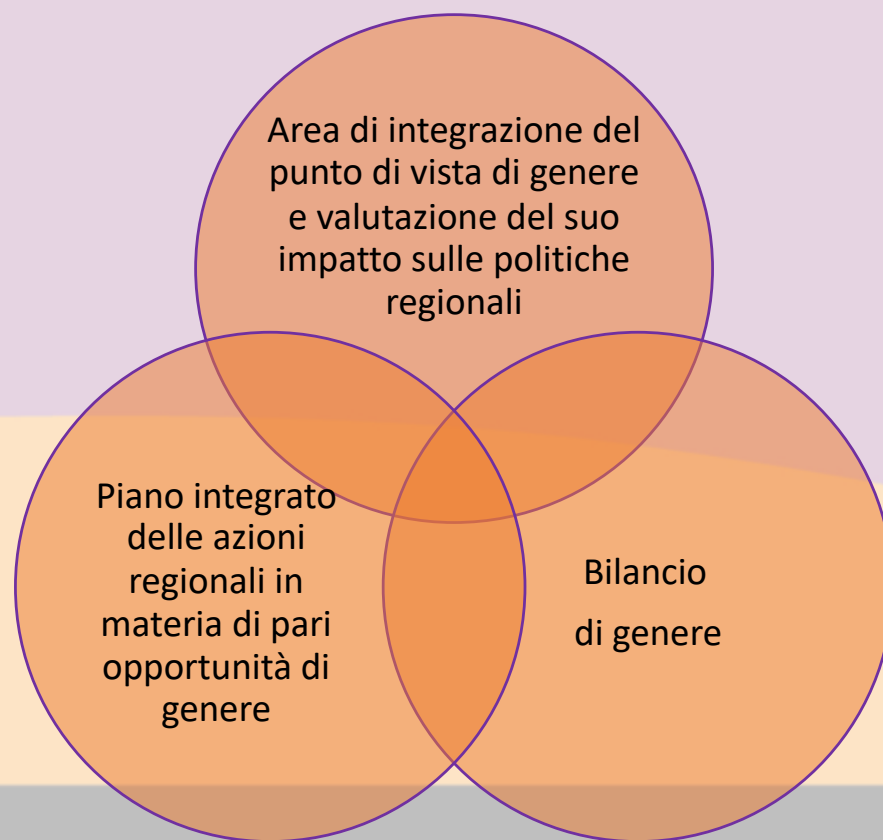 Area di integrazione del
punto di vista di genere
e valutazione del suo
impatto sulle politiche
regionali
Piano integrato
delle azioni
regionali in
materia di pari
opportunità di
genere
Bilancio
di genere